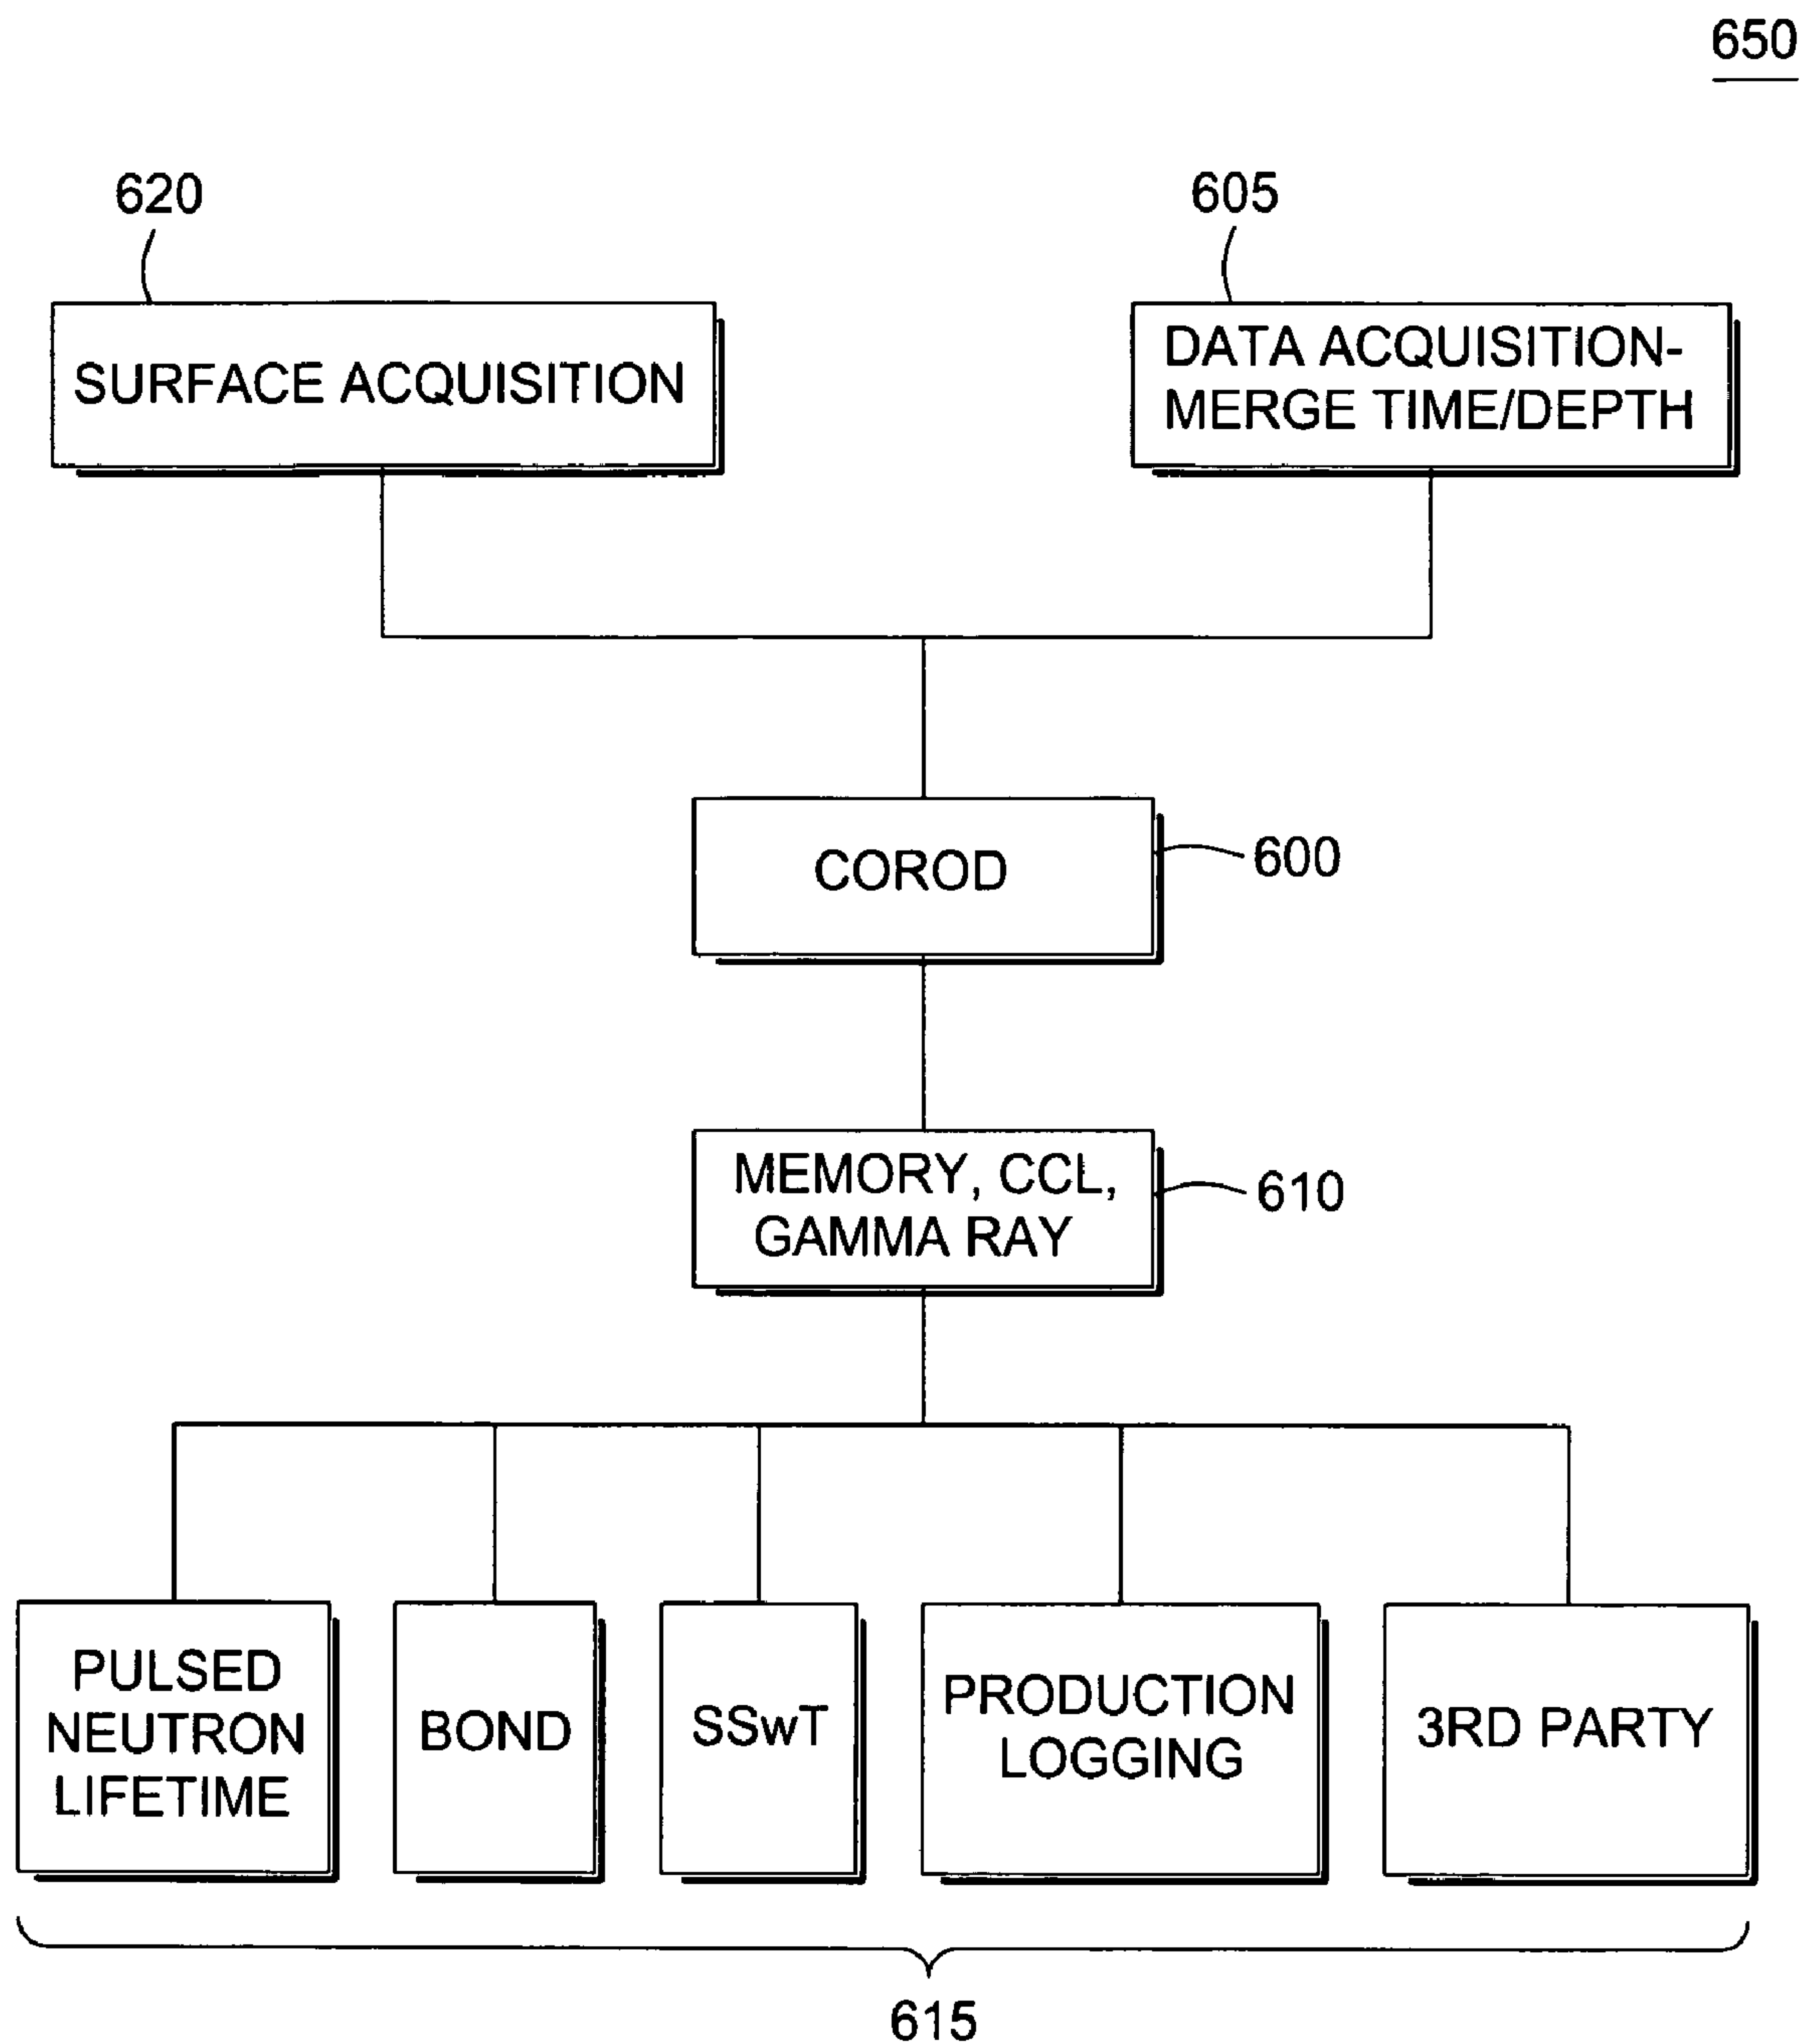 650
620
605
SURFACE ACQUISITION
DATA ACQUISITION-
MERGE TIME/DEPTH
COROD
600
MEMORY, CCL,
GAMMA RAY
610
PULSED
NEUTRON
LIFETIME
BOND
SSwT
PRODUCTION
LOGGING
3RD PARTY
615